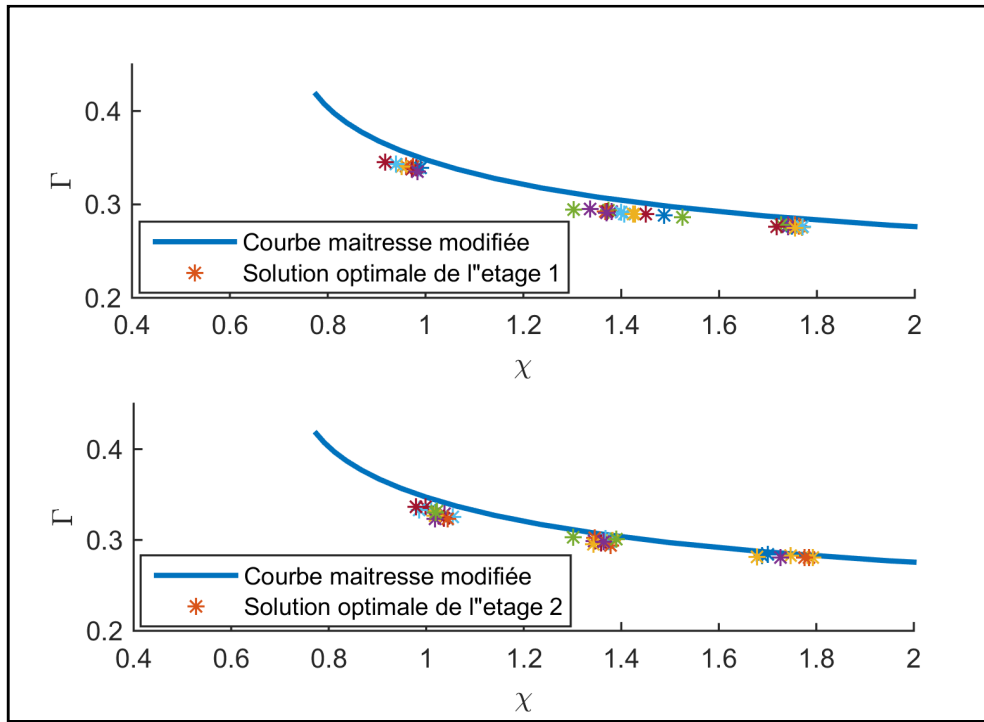 0.4
Γ
0.3
Courbe maitresse modifiée
Solution optimale de l"etage 1
0.2
0.4 0.6 0.8 1 1.2 1.4 1.6 1.8 2
χ
0.4
Γ
0.3
Courbe maitresse modifiée
Solution optimale de l"etage 2
0.2
0.4 0.6 0.8 1 1.2 1.4 1.6 1.8 2
χ